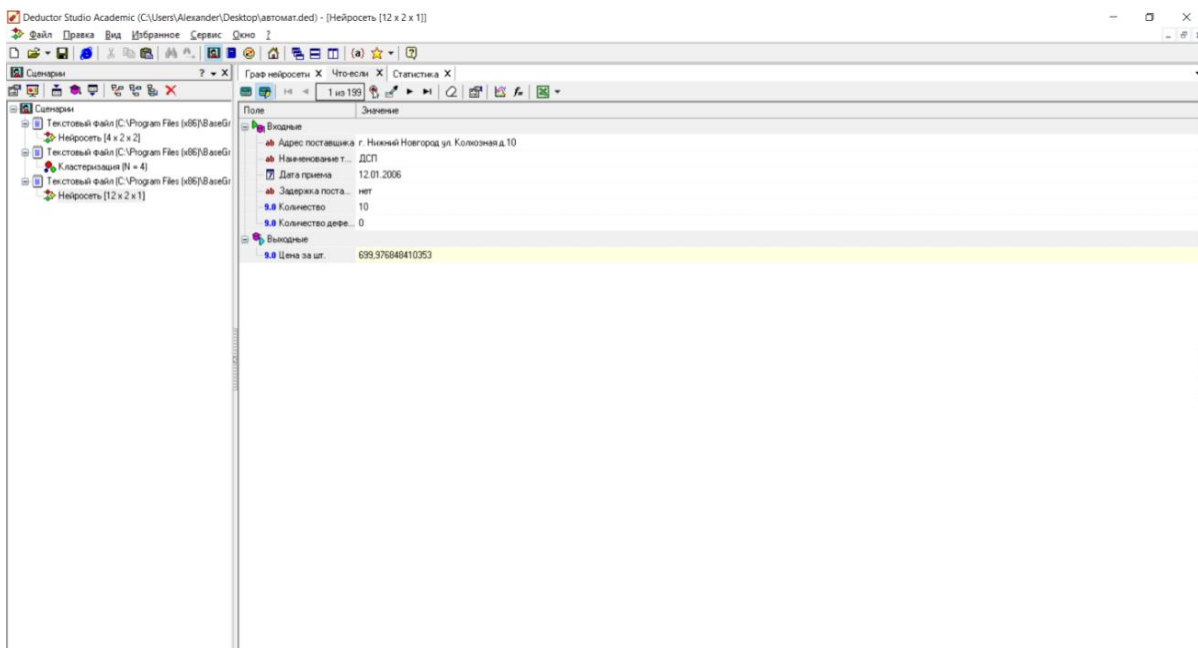 Deductor Studio Academic (C:\Users\Alexander\Desktop\автомат.ded) - [Нейросеть [12 x 2 x 1]]
Файл Правка Вид Избранное Сервис Окно ?
Сценарии ? X
Граф нейросети X Что-если X Статистика X
1 из 199
Сценарии
Текстовый файл (C:\Program Files (x86)\BaseGr
Нейросеть [4 x 2 x 2]
Текстовый файл (C:\Program Files (x86)\BaseGr
Кластеризация (N = 4)
Текстовый файл (C:\Program Files (x86)\BaseGr
Нейросеть [12 x 2 x 1]
Поле Значение
Входные
ab Адрес поставщика г. Нижний Новгород ул. Колхозная д.10
ab Наименование т... ДСП
7 Дата приема 12.01.2006
ab Задержка поста... нет
9.0 Количество 10
9.0 Количество дефе... 0
Выходные
9.0 Цена за шт. 699,976848410353